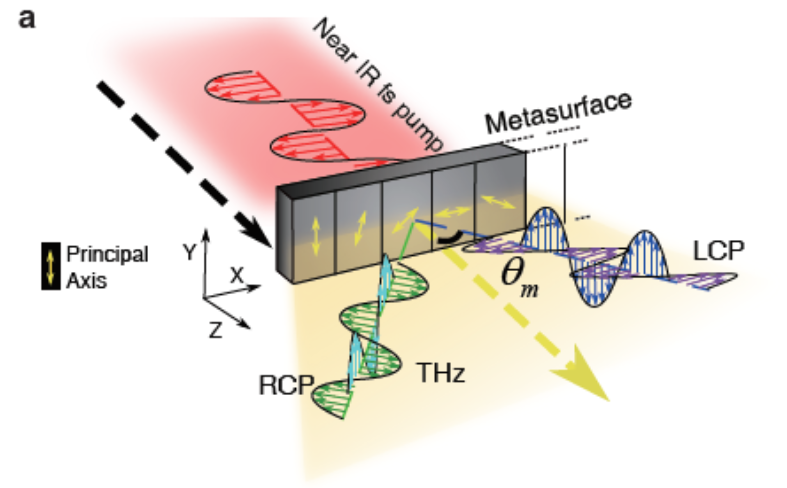 a
Near IR fs pump
Metasurface
Principal
Axis
Y
X
Z
θm
LCP
RCP
THz